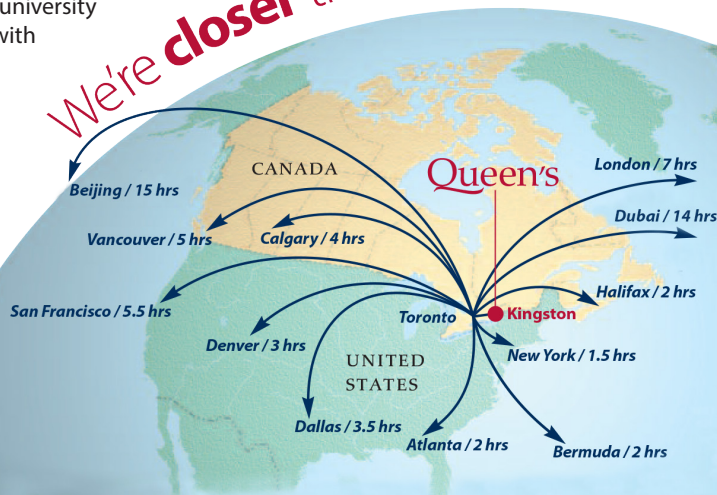 university
with
We're closer
CANADA
Queen's
London / 7 hrs
Beijing / 15 hrs
Dubai / 14 hrs
Vancouver / 5 hrs
Calgary / 4 hrs
Halifax / 2 hrs
San Francisco / 5.5 hrs
Toronto
Kingston
Denver / 3 hrs
New York / 1.5 hrs
UNITED
STATES
Dallas / 3.5 hrs
Atlanta / 2 hrs
Bermuda / 2 hrs